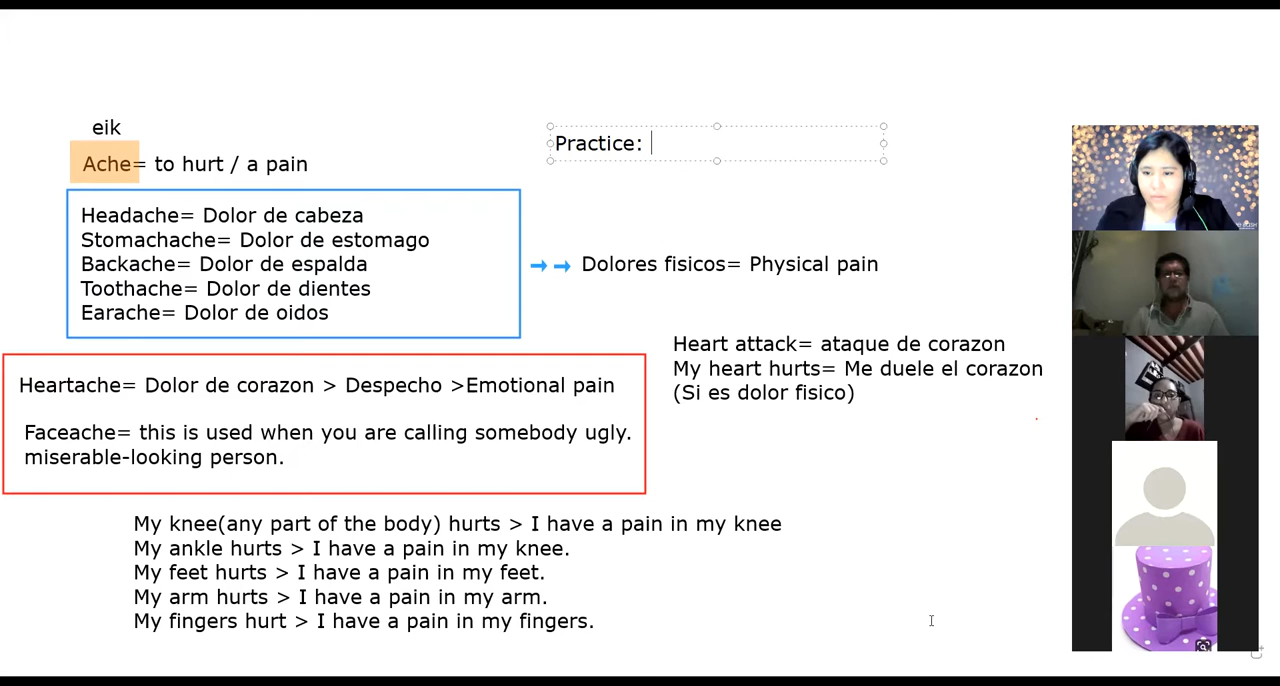 eik
Ache= to hurt / a pain
Practice:
Headache= Dolor de cabeza
Stomachache= Dolor de estomago
Backache= Dolor de espalda
Toothache= Dolor de dientes
Earache= Dolor de oidos
Dolores fisicos= Physical pain
Heart attack= ataque de corazon
My heart hurts= Me duele el corazon
(Si es dolor fisico)
Heartache= Dolor de corazon > Despecho >Emotional pain
Faceache= this is used when you are calling somebody ugly.
miserable-looking person.
My knee(any part of the body) hurts > I have a pain in my knee
My ankle hurts > I have a pain in my knee.
My feet hurts > I have a pain in my feet.
My arm hurts > I have a pain in my arm.
My fingers hurt > I have a pain in my fingers.